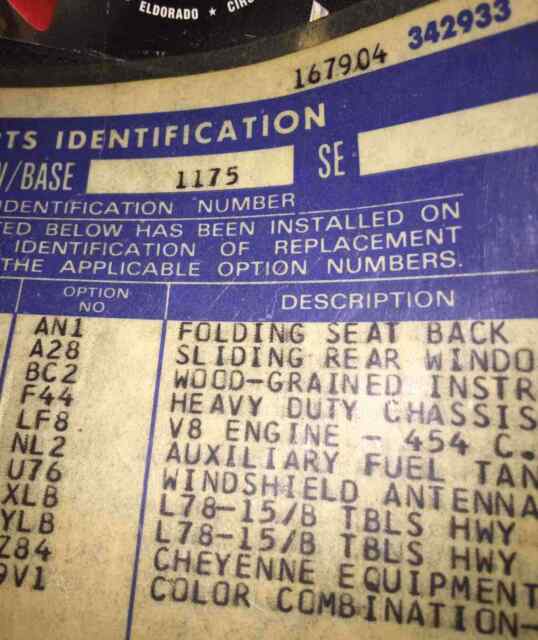 ELDORADO ★ CIR
167904 342933
TS IDENTIFICATION
/BASE 1175 SE
IDENTIFICATION NUMBER
TED BELOW HAS BEEN INSTALLED ON
IDENTIFICATION OF REPLACEMENT
THE APPLICABLE OPTION NUMBERS.
OPTION NO DESCRIPTION
AN1 FOLDING SEAT BACK
A28 SLIDING REAR WINDO
BC2 WOOD-GRAINED INSTR
F44 HEAVY DUTY CHASSIS
LF8 V8 ENGINE - 454 C.
NL2 AUXILIARY FUEL TAN
U76 WINDSHIELD ANTENNA
XLB L78-15/B TBLS HWY
YLB L78-15/B TBLS HWY
Z84 CHEYENNE EQUIPMENT
9V1 COLOR COMBINATION-